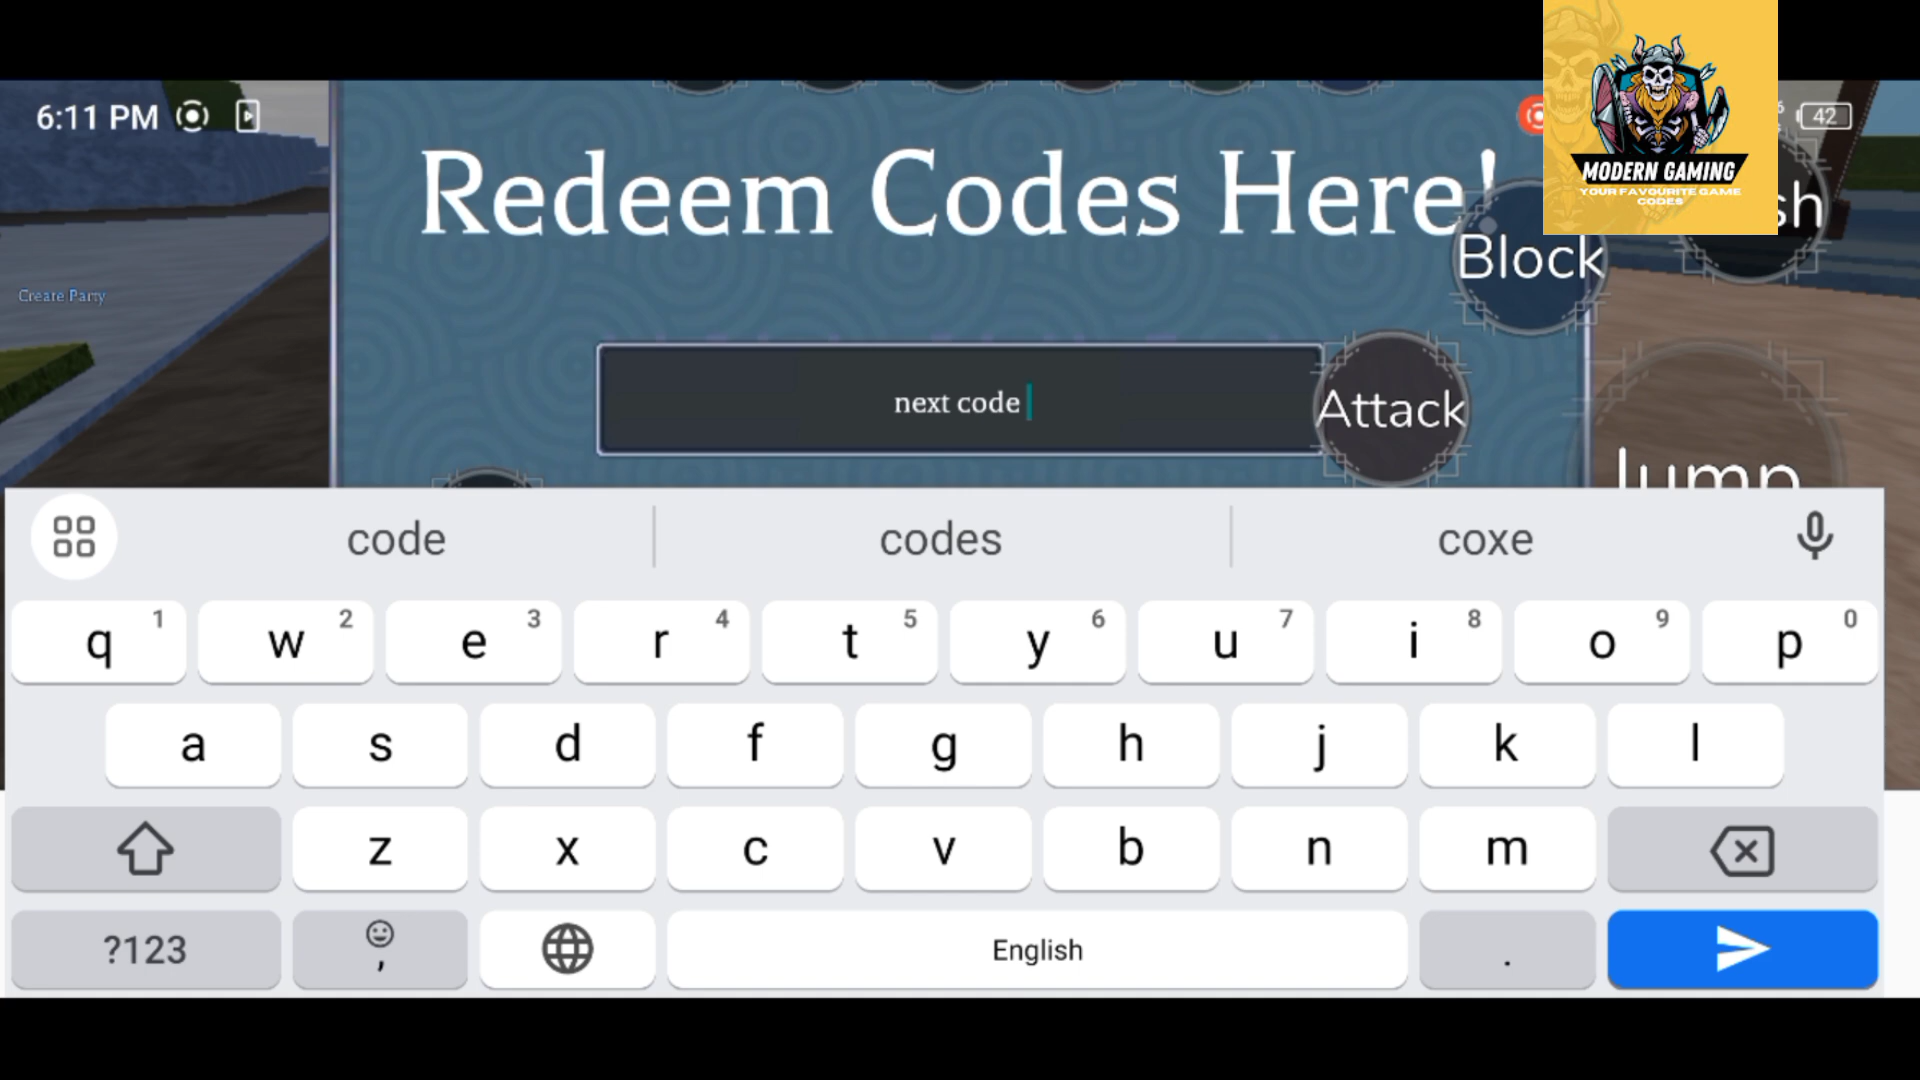 6:11 PM
42
MODERN GAMING
YOUR FAVOURITE GAME
CODES
Redeem Codes Here!
Block
Create Party
next code
Attack
Jump
code
codes
coxe
q 1 w 2 e 3 r 4 t 5 y 6 u 7 i 8 o 9 p 0
a s d f g h j k l
z x c v b n m
?123 , English .